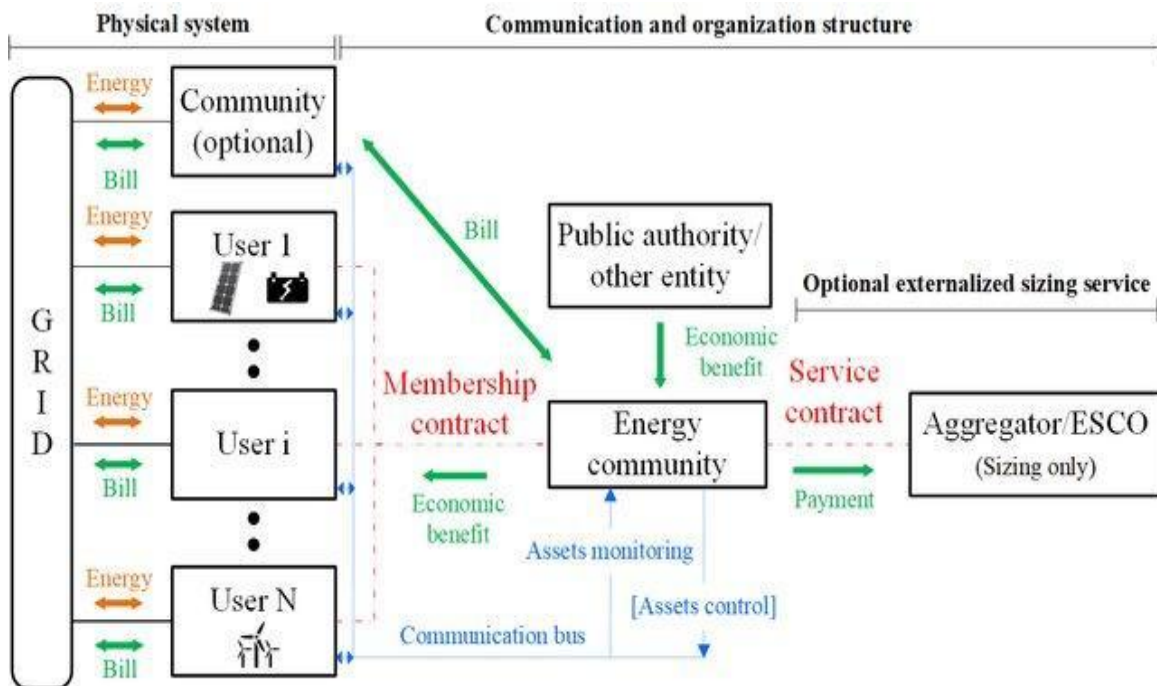 Physical system
Communication and organization structure
G
R
I
D
Energy
Bill
Community
(optional)
Energy
Bill
User 1
Energy
Bill
User i
Energy
Bill
User N
Bill
Public authority/
other entity
Economic
benefit
Optional externalized sizing service
Membership
contract
Economic
benefit
Energy
community
Service
contract
Payment
Aggregator/ESCO
(Sizing only)
Assets monitoring
[Assets control]
Communication bus